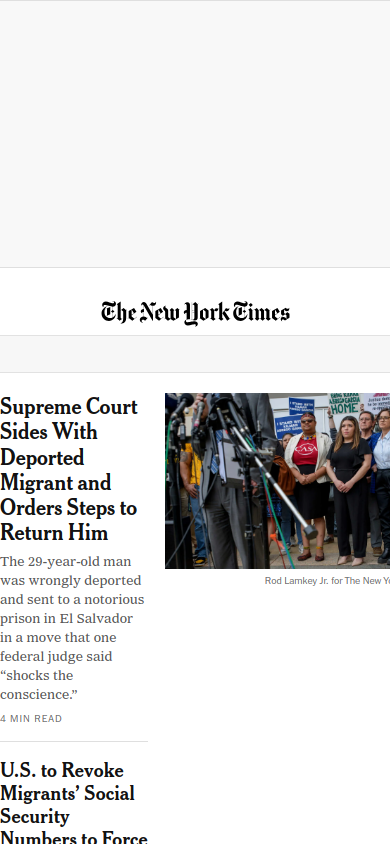 The New York Times
Supreme Court
Sides With
Deported
Migrant and
Orders Steps to
Return Him
The 29-year-old man
was wrongly deported
and sent to a notorious
prison in El Salvador
in a move that one
federal judge said
“shocks the
conscience.”
4 MIN READ
HOME
CASA
Rod Lamkey Jr. for The New Yo
U.S. to Revoke
Migrants’ Social
Security
Numbers to Force